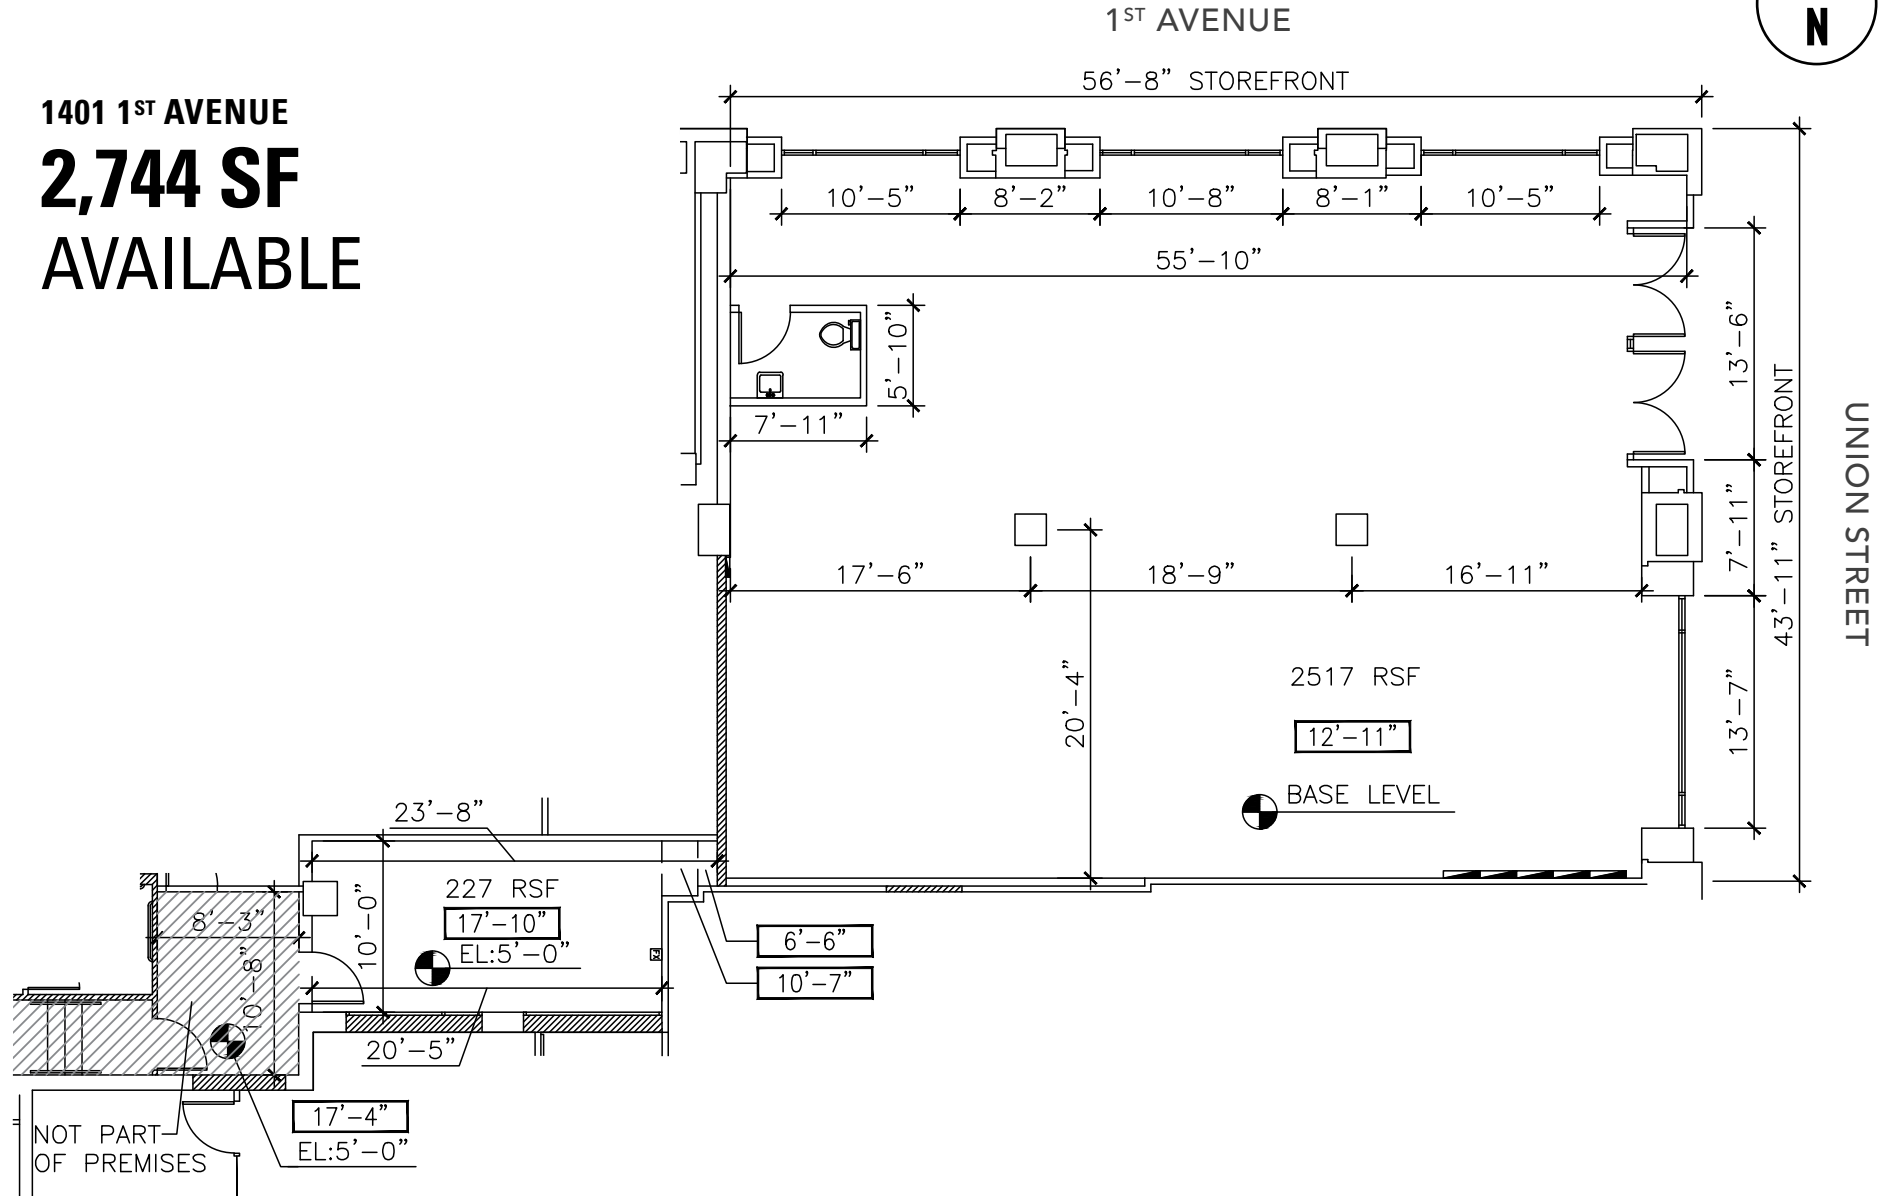 1ST AVENUE
N
56'-8" STOREFRONT
1401 1ST AVENUE
2,744 SF
AVAILABLE
10'-5"
8'-2"
10'-8"
8'-1"
10'-5"
55'-10"
5'-10"
7'-11"
13'-6"
43'-11" STOREFRONT
UNION STREET
7'-11"
17'-6"
18'-9"
16'-11"
20'-4"
2517 RSF
12'-11"
BASE LEVEL
13'-7"
23'-8"
227 RSF
17'-10"
EL:5'-0"
10'-0"
8'-3"
10'-8"
6'-6"
10'-7"
20'-5"
17'-4"
EL:5'-0"
NOT PART
OF PREMISES